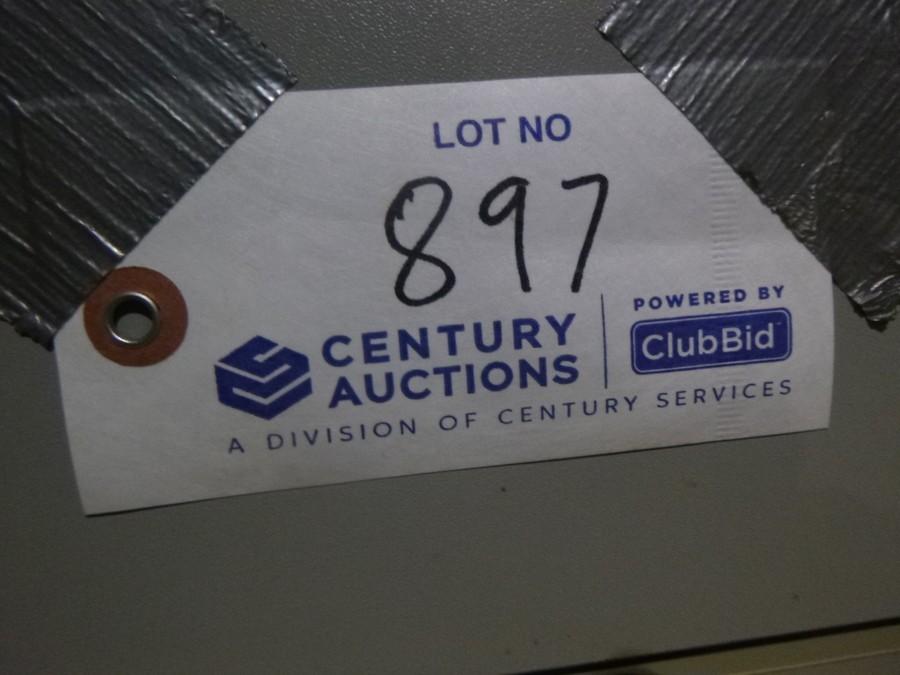 LOT NO
897
CENTURY
AUCTIONS
POWERED BY
ClubBid
A DIVISION OF CENTURY SERVICES